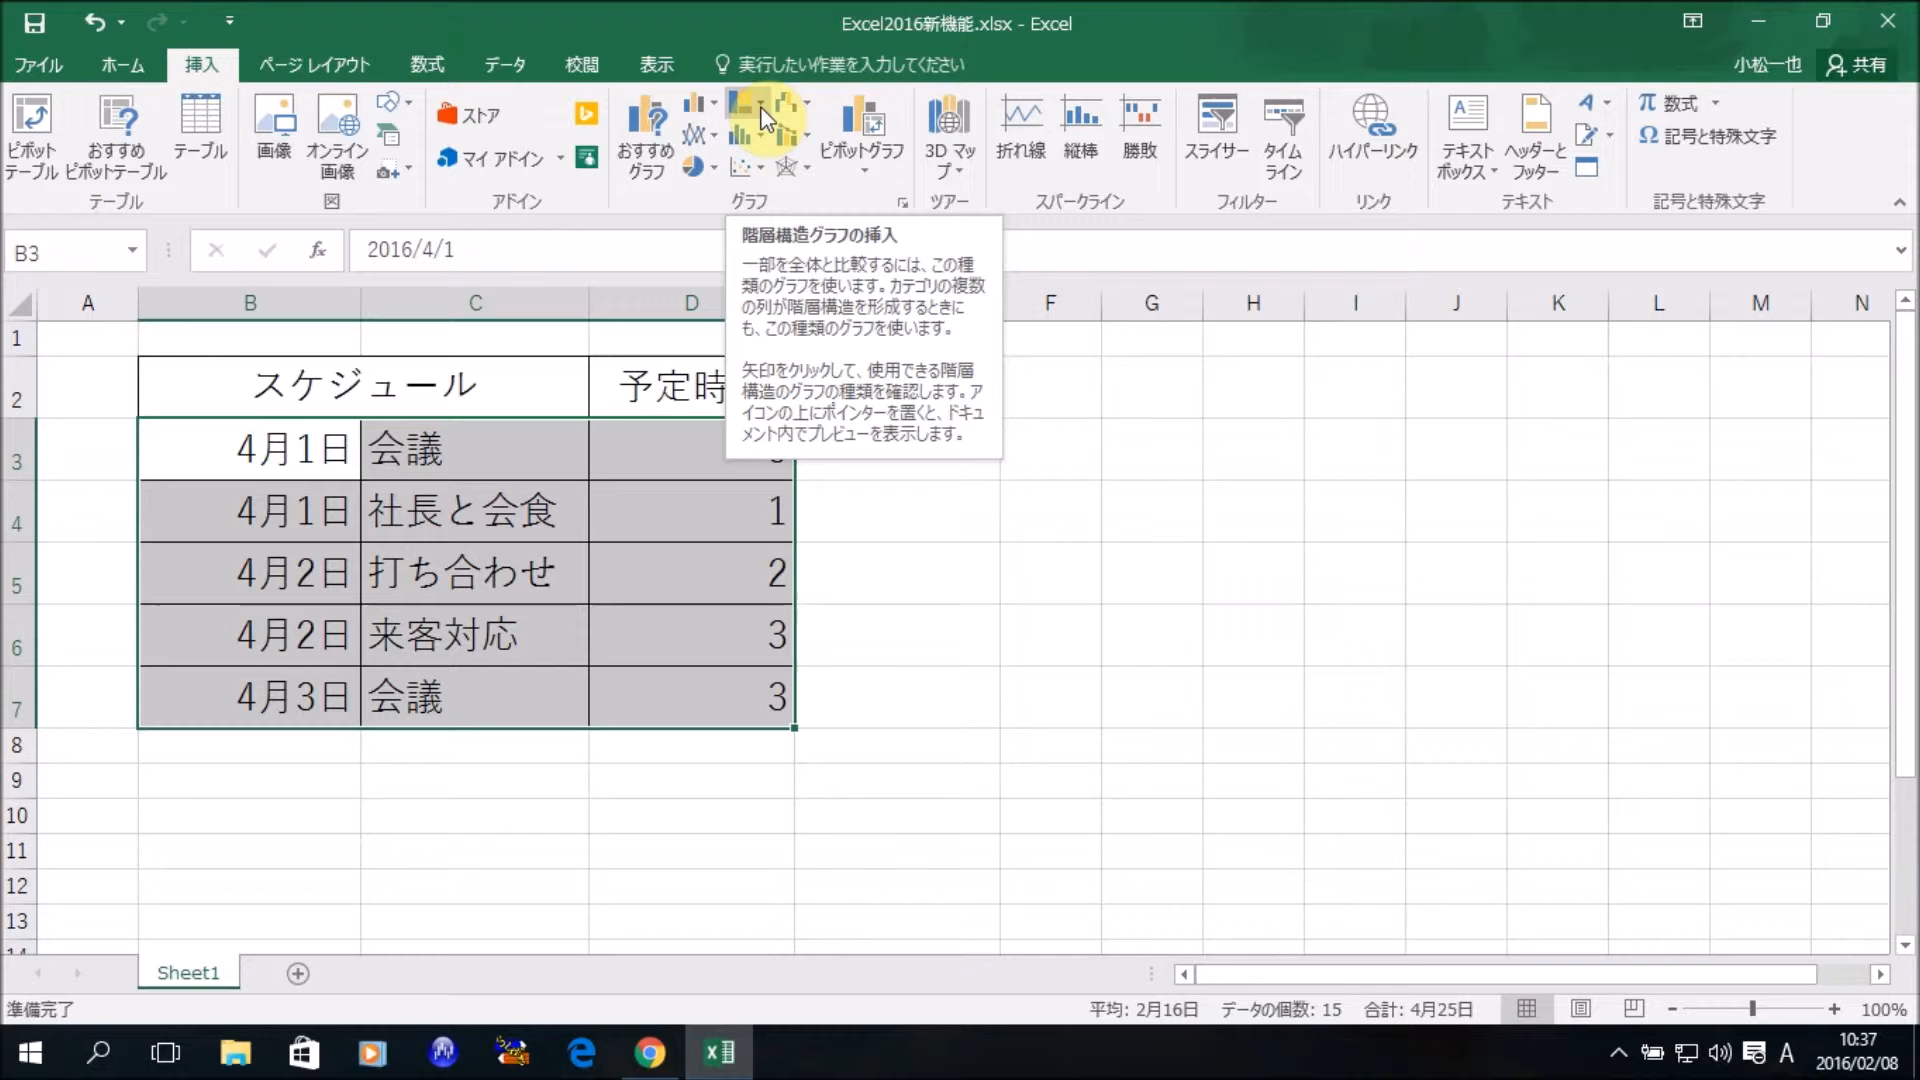 Excel2016新機能.xlsx - Excel
ファイル
ホーム
挿入
ページ レイアウト
数式
データ
校閲
表示
実行したい作業を入力してください
小松一也
共有
ピボット
テーブル
おすすめ
ピボットテーブル
テーブル
画像
オンライン
画像
ストア
マイ アドイン
おすすめ
グラフ
ピボットグラフ
3D マッ
プ
折れ線
縦棒
勝敗
スライサー
タイム
ライン
ハイパーリンク
テキスト
ボックス
ヘッダーと
フッター
π 数式
Ω 記号と特殊文字
テーブル
図
アドイン
グラフ
ツアー
スパークライン
フィルター
リンク
テキスト
記号と特殊文字
B3
fx
2016/4/1
階層構造グラフの挿入
一部を全体と比較するには、この種
類のグラフを使います。カテゴリの複数
の列が階層構造を形成するときに
も、この種類のグラフを使います。
矢印をクリックして、使用できる階層
構造のグラフの種類を確認します。ア
イコンの上にポインターを置くと、ドキュ
メント内でプレビューを表示します。
A B C D F G H I J K L M N
1
2 スケジュール 予定時
3 4月1日 会議
4 4月1日 社長と会食 1
5 4月2日 打ち合わせ 2
6 4月2日 来客対応 3
7 4月3日 会議 3
8
9
10
11
12
13
Sheet1
準備完了
平均: 2月16日 データの個数: 15 合計: 4月25日
100%
A
10:37
2016/02/08